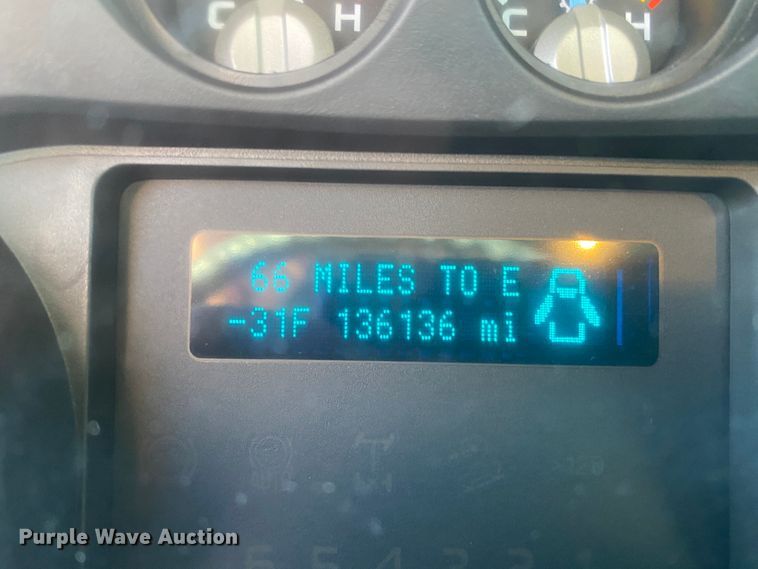 C H C H
66 MILES TO E
-31F 136136 mi
Purple Wave Auction